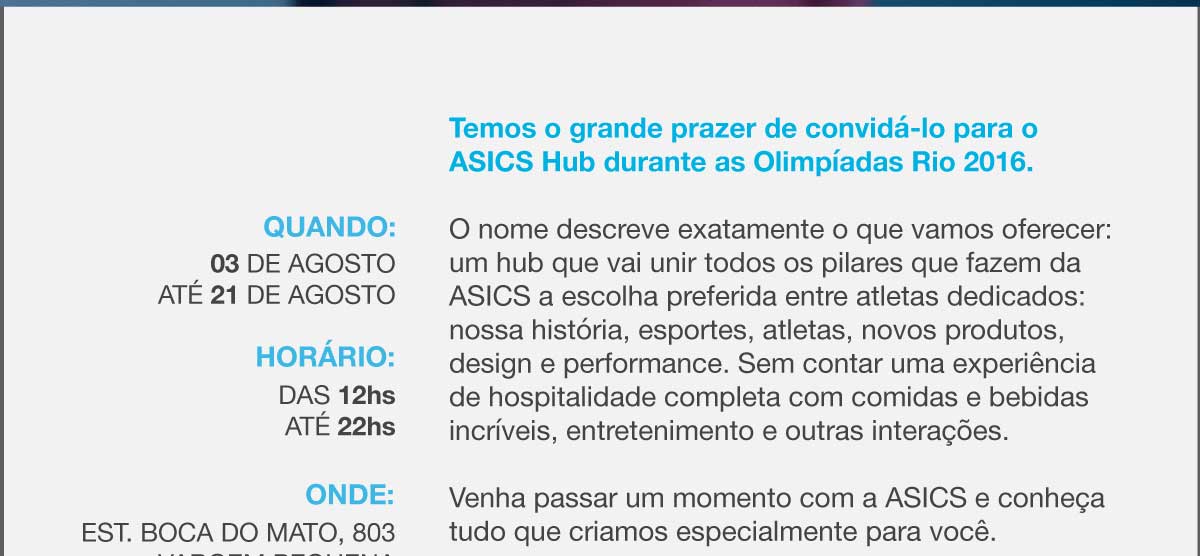 Temos o grande prazer de convidá-lo para o
ASICS Hub durante as Olimpíadas Rio 2016.
QUANDO:
03 DE AGOSTO
ATÉ 21 DE AGOSTO
HORÁRIO:
DAS 12hs
ATÉ 22hs
ONDE:
EST. BOCA DO MATO, 803
VARGEM PEQUENA
O nome descreve exatamente o que vamos oferecer:
um hub que vai unir todos os pilares que fazem da
ASICS a escolha preferida entre atletas dedicados:
nossa história, esportes, atletas, novos produtos,
design e performance. Sem contar uma experiência
de hospitalidade completa com comidas e bebidas
incríveis, entretenimento e outras interações.
Venha passar um momento com a ASICS e conheça
tudo que criamos especialmente para você.